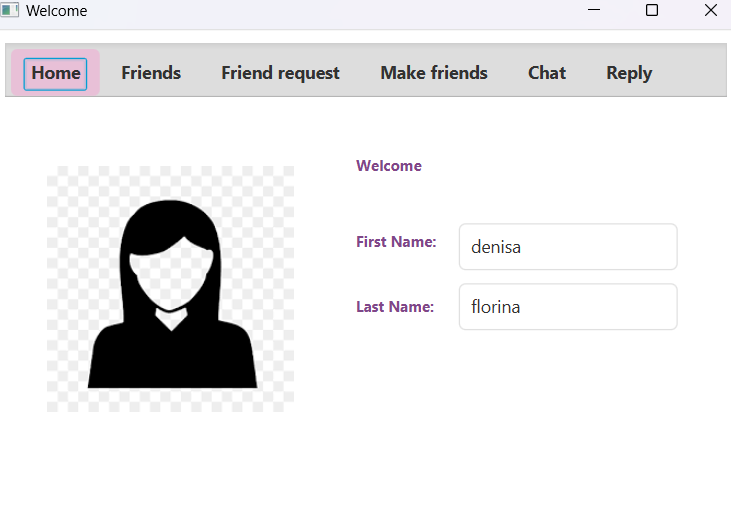 Welcome
Home Friends Friend request Make friends Chat Reply
Welcome
First Name: denisa
Last Name: florina